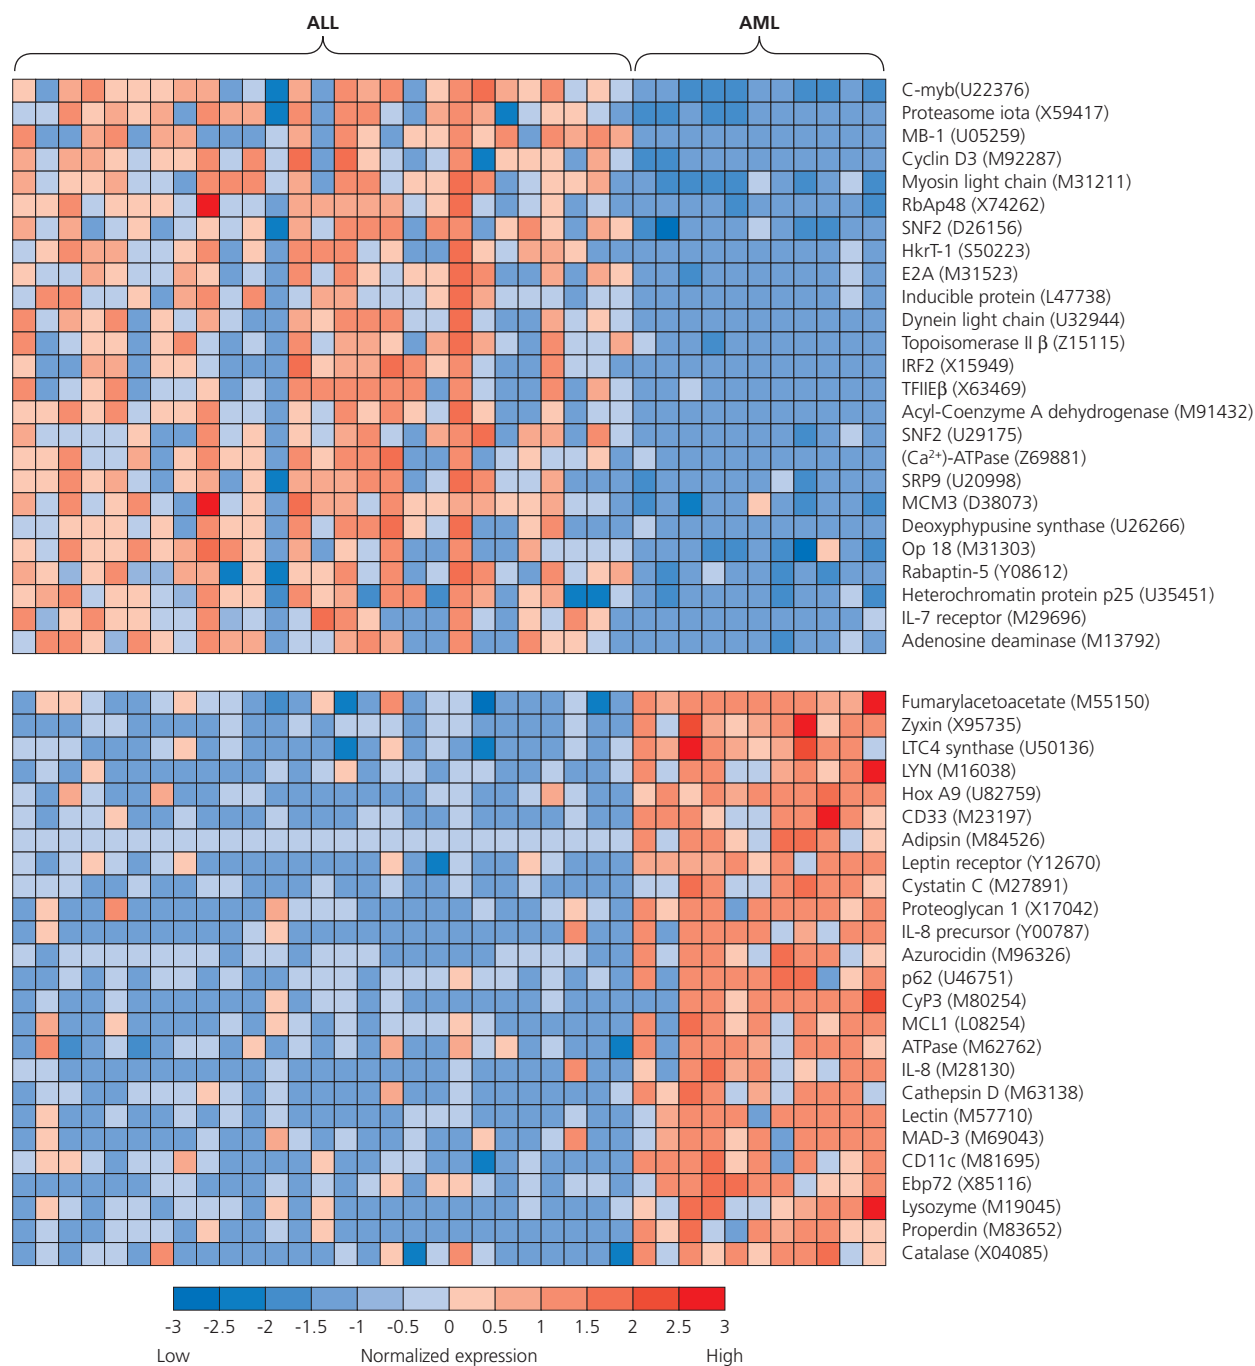 ALL AML
C-myb(U22376)
Proteasome iota (X59417)
MB-1 (U05259)
Cyclin D3 (M92287)
Myosin light chain (M31211)
RbAp48 (X74262)
SNF2 (D26156)
HkrT-1 (S50223)
E2A (M31523)
Inducible protein (L47738)
Dynein light chain (U32944)
Topoisomerase II β (Z15115)
IRF2 (X15949)
TFIIEβ (X63469)
Acyl-Coenzyme A dehydrogenase (M91432)
SNF2 (U29175)
(Ca²⁺)-ATPase (Z69881)
SRP9 (U20998)
MCM3 (D38073)
Deoxyphypusine synthase (U26266)
Op 18 (M31303)
Rabaptin-5 (Y08612)
Heterochromatin protein p25 (U35451)
IL-7 receptor (M29696)
Adenosine deaminase (M13792)
Fumarylacetoacetate (M55150)
Zyxin (X95735)
LTC4 synthase (U50136)
LYN (M16038)
Hox A9 (U82759)
CD33 (M23197)
Adipsin (M84526)
Leptin receptor (Y12670)
Cystatin C (M27891)
Proteoglycan 1 (X17042)
IL-8 precursor (Y00787)
Azurocidin (M96326)
p62 (U46751)
CyP3 (M80254)
MCL1 (L08254)
ATPase (M62762)
IL-8 (M28130)
Cathepsin D (M63138)
Lectin (M57710)
MAD-3 (M69043)
CD11c (M81695)
Ebp72 (X85116)
Lysozyme (M19045)
Properdin (M83652)
Catalase (X04085)
-3 -2.5 -2 -1.5 -1 -0.5 0 0.5 1 1.5 2 2.5 3
Low Normalized expression High